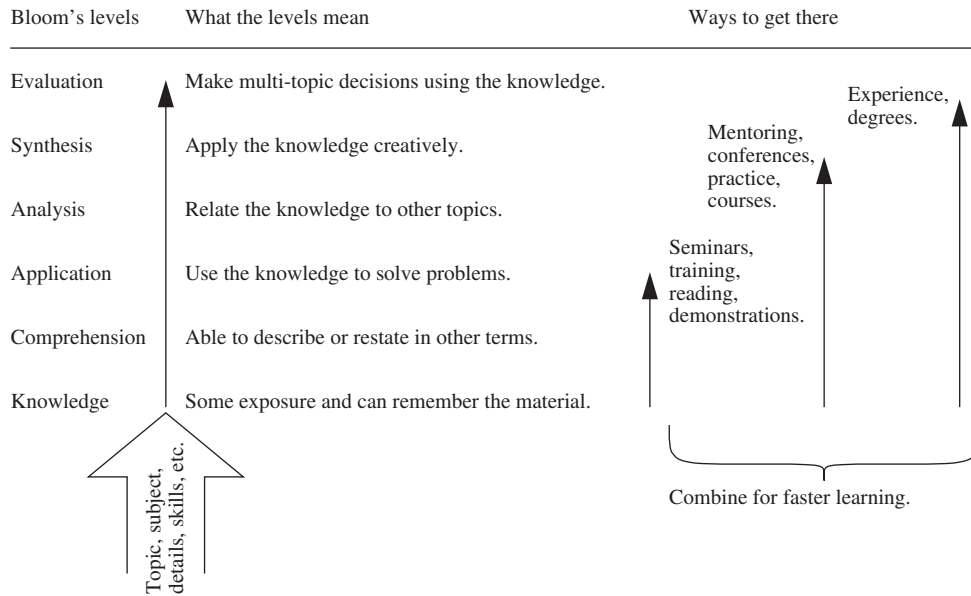 Bloom’s levels What the levels mean Ways to get there
Evaluation Make multi-topic decisions using the knowledge.
Synthesis Apply the knowledge creatively.
Analysis Relate the knowledge to other topics.
Application Use the knowledge to solve problems.
Comprehension Able to describe or restate in other terms.
Knowledge Some exposure and can remember the material.
Topic, subject,
details, skills, etc.
Seminars,
training,
reading,
demonstrations.
Mentoring,
conferences,
practice,
courses.
Experience,
degrees.
Combine for faster learning.